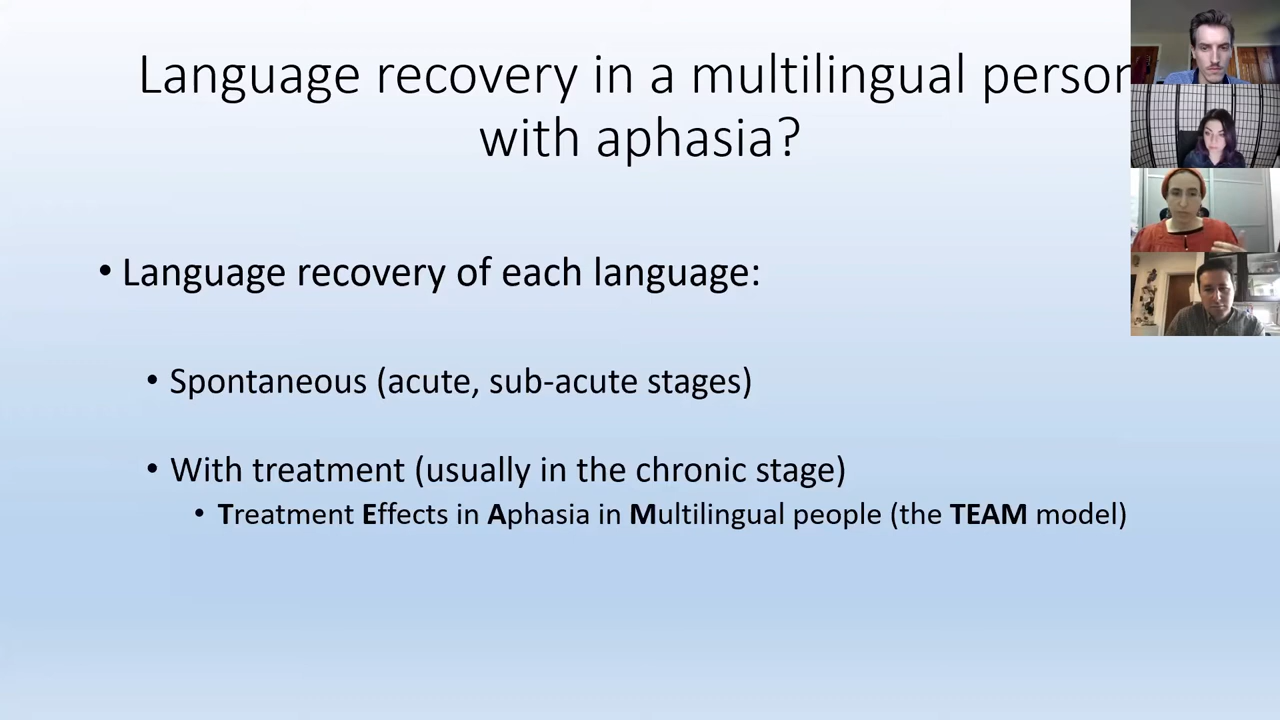 Language recovery in a multilingual person
with aphasia?
• Language recovery of each language:
• Spontaneous (acute, sub-acute stages)
• With treatment (usually in the chronic stage)
• Treatment Effects in Aphasia in Multilingual people (the TEAM model)